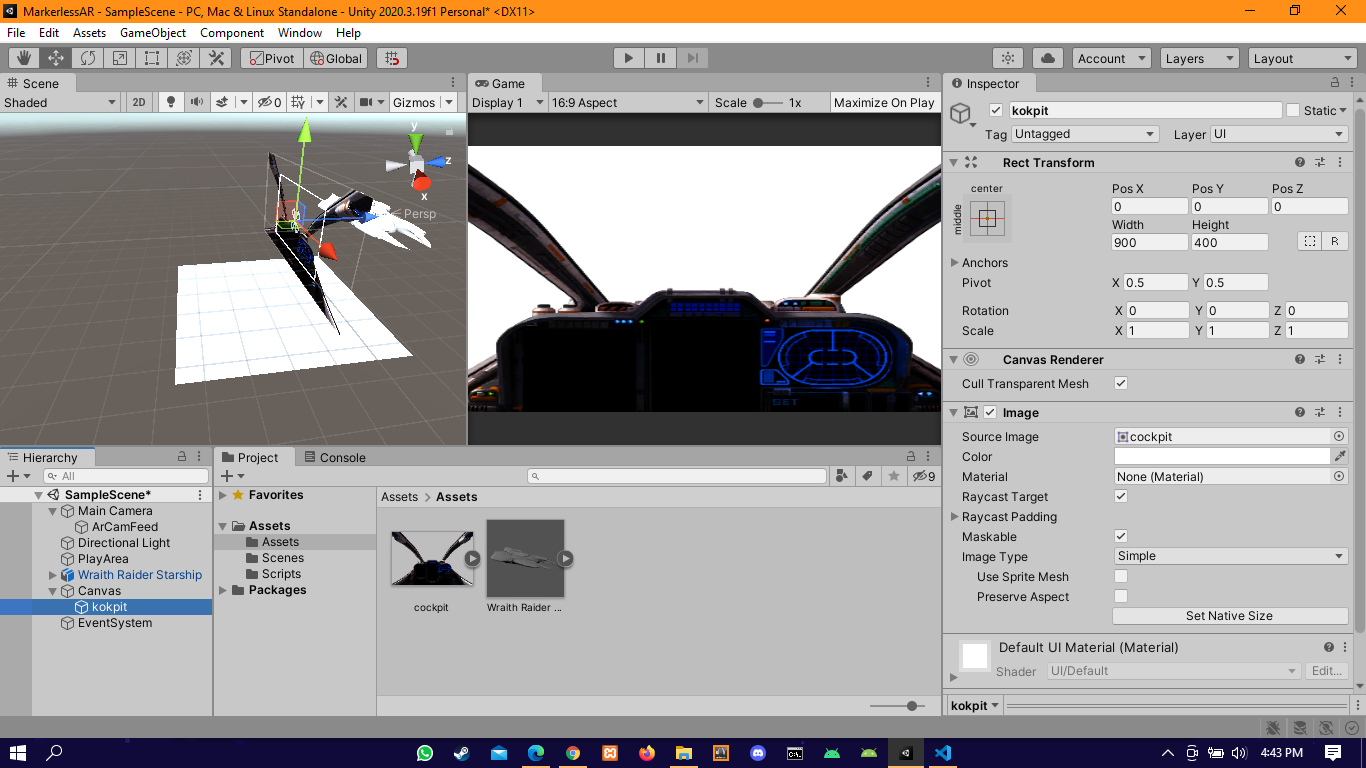 MarkerlessAR - SampleScene - PC, Mac & Linux Standalone - Unity 2020.3.19f1 Personal* <DX11>
File Edit Assets GameObject Component Window Help
Pivot Global Account Layers Layout
Scene
Shaded 2D 0 Gizmos
y
z
x
Persp
Game
Display 1 16:9 Aspect Scale 1x Maximize On Play
SET
Inspector
kokpit Static
Tag Untagged Layer UI
Rect Transform
center
middle
Pos X Pos Y Pos Z
0 0 0
Width Height
900 400 R
Anchors
Pivot X 0.5 Y 0.5
Rotation X 0 Y 0 Z 0
Scale X 1 Y 1 Z 1
Canvas Renderer
Cull Transparent Mesh
Image
Source Image cockpit
Color
Material None (Material)
Raycast Target
Raycast Padding
Maskable
Image Type Simple
Use Sprite Mesh
Preserve Aspect
Set Native Size
Default UI Material (Material)
Shader UI/Default Edit...
kokpit
Hierarchy
All
SampleScene*
Main Camera
ArCamFeed
Directional Light
PlayArea
Wraith Raider Starship
Canvas
kokpit
EventSystem
Project Console
9
Favorites
Assets
Assets
Scenes
Scripts
Packages
Assets > Assets
cockpit Wraith Raider ...
4:43 PM